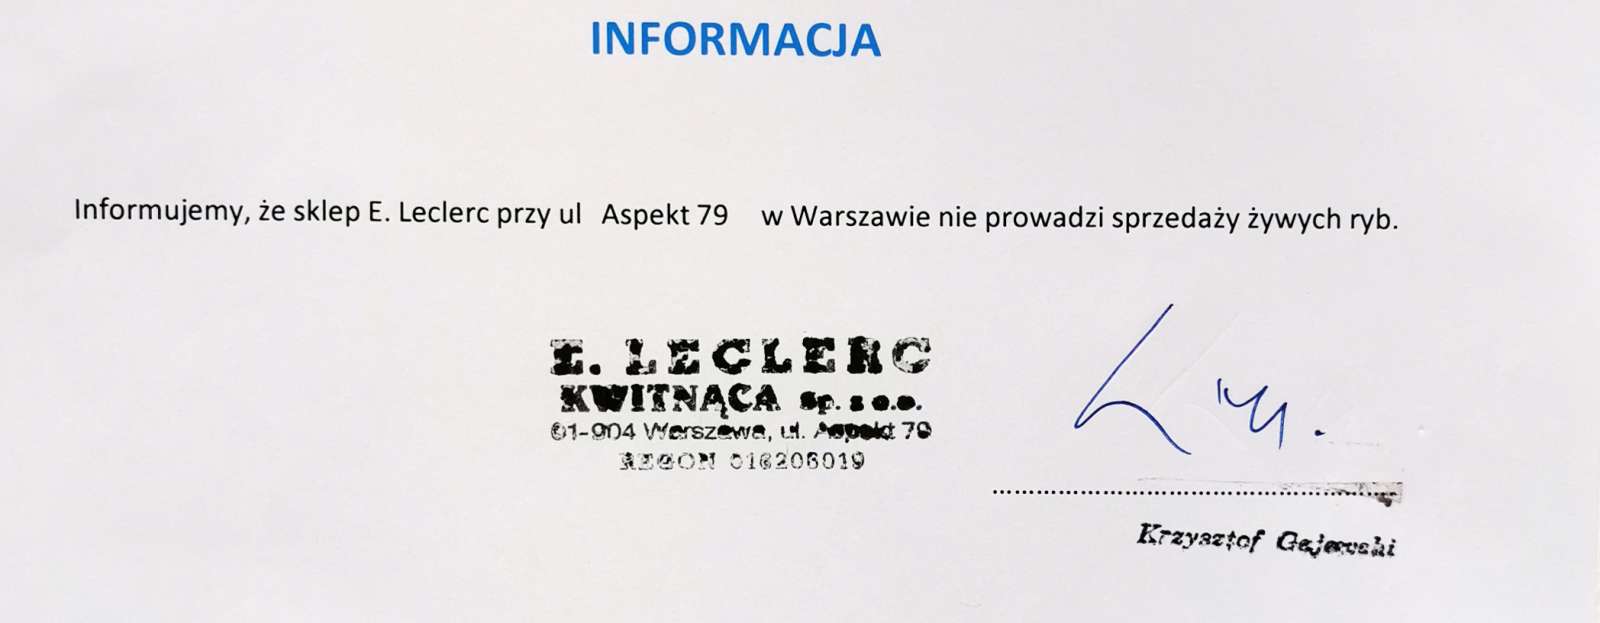 INFORMACJA
Informujemy, że sklep E. Leclerc przy ul Aspekt 79 w Warszawie nie prowadzi sprzedaży żywych ryb.
E. LECLERC
KWITNĄCA sp. z o.o.
01-904 Warszawa, ul. Aspekt 79
REGON 016206019
Krzysztof Gajewski